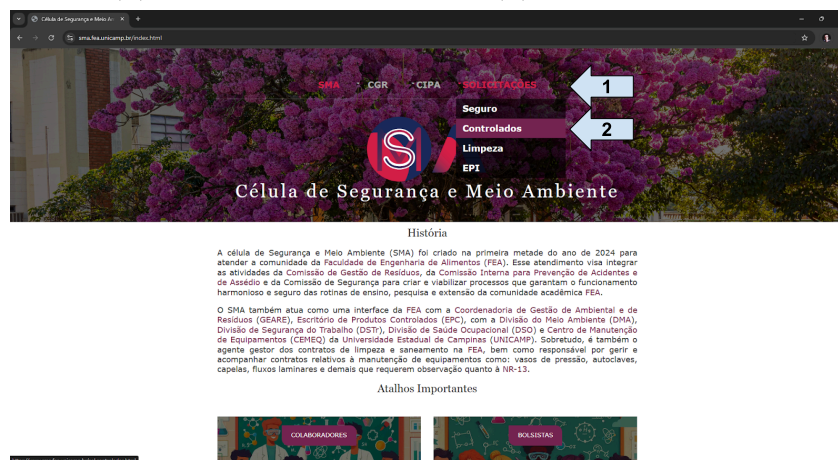 Célula de Segurança e Meio Am
sma.fea.unicamp.br/index.html
SMA CGR CIPA SOLICITAÇÕES
1
Seguro
Controlados
2
Limpeza
EPI
Célula de Segurança e Meio Ambiente
História
A célula de Segurança e Meio Ambiente (SMA) foi criado na primeira metade do ano de 2024 para
atender a comunidade da Faculdade de Engenharia de Alimentos (FEA). Esse atendimento visa integrar
as atividades da Comissão de Gestão de Resíduos, da Comissão Interna para Prevenção de Acidentes e
de Assédio e da Comissão de Segurança para criar e viabilizar processos que garantam o funcionamento
harmonioso e seguro das rotinas de ensino, pesquisa e extensão da comunidade acadêmica FEA.
O SMA também atua como uma interface da FEA com a Coordenadoria de Gestão de Ambiental e de
Resíduos (GEARE), Escritório de Produtos Controlados (EPC), com a Divisão do Meio Ambiente (DMA),
Divisão de Segurança do Trabalho (DSTr), Divisão de Saúde Ocupacional (DSO) e Centro de Manutenção
de Equipamentos (CEMEQ) da Universidade Estadual de Campinas (UNICAMP). Sobretudo, é também o
agente gestor dos contratos de limpeza e saneamento na FEA, bem como responsável por gerir e
acompanhar contratos relativos à manutenção de equipamentos como: vasos de pressão, autoclaves,
capelas, fluxos laminares e demais que requerem observação quanto à NR-13.
Atalhos Importantes
COLABORADORES
BOLSISTAS